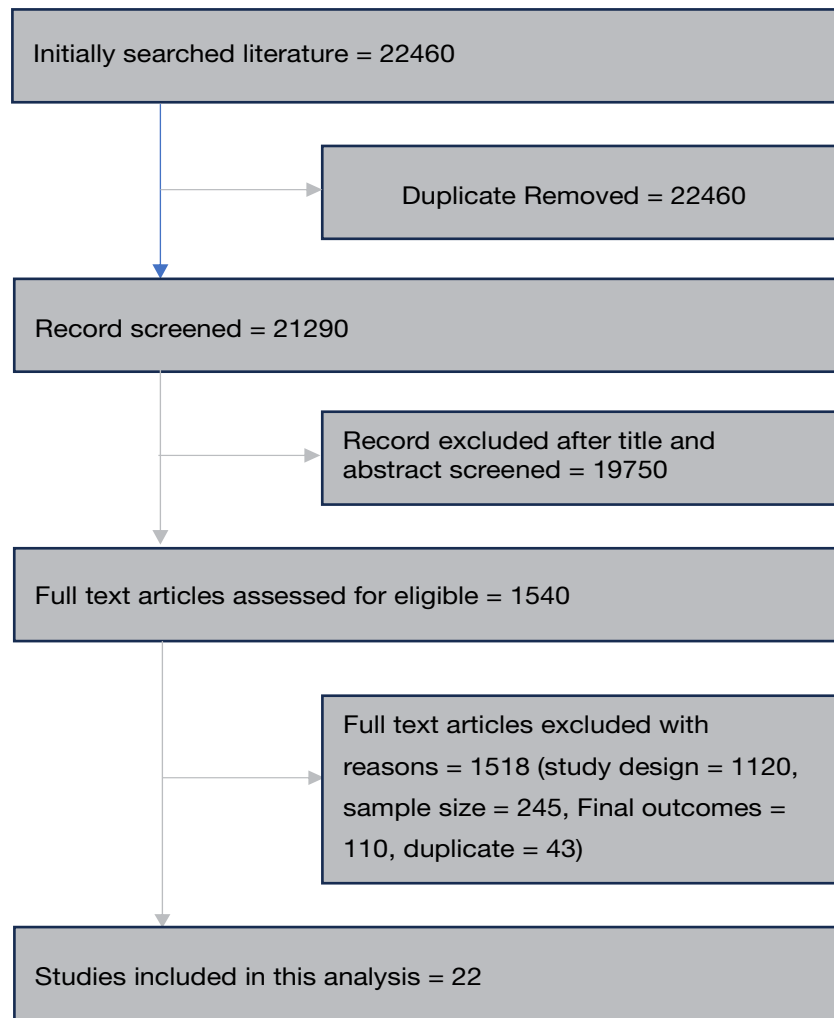 Initially searched literature = 22460
Duplicate Removed = 22460
Record screened = 21290
Record excluded after title and
abstract screened = 19750
Full text articles assessed for eligible = 1540
Full text articles excluded with
reasons = 1518 (study design = 1120,
sample size = 245, Final outcomes =
110, duplicate = 43)
Studies included in this analysis = 22